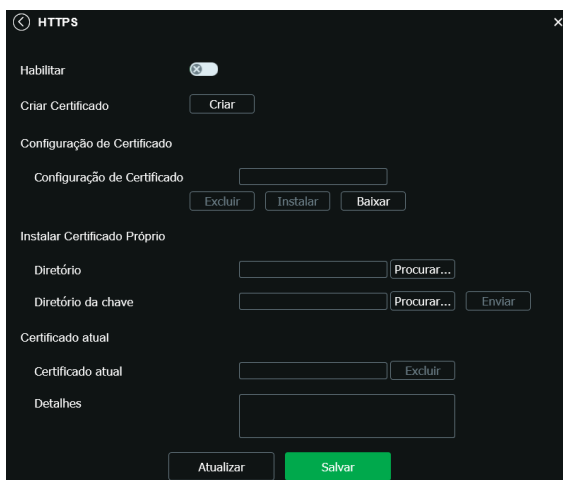 HTTPS
Habilitar
Criar Certificado Criar
Configuração de Certificado
Configuração de Certificado
Excluir Instalar Baixar
Instalar Certificado Próprio
Diretório Procurar...
Diretório da chave Procurar... Enviar
Certificado atual
Certificado atual Excluir
Detalhes
Atualizar Salvar